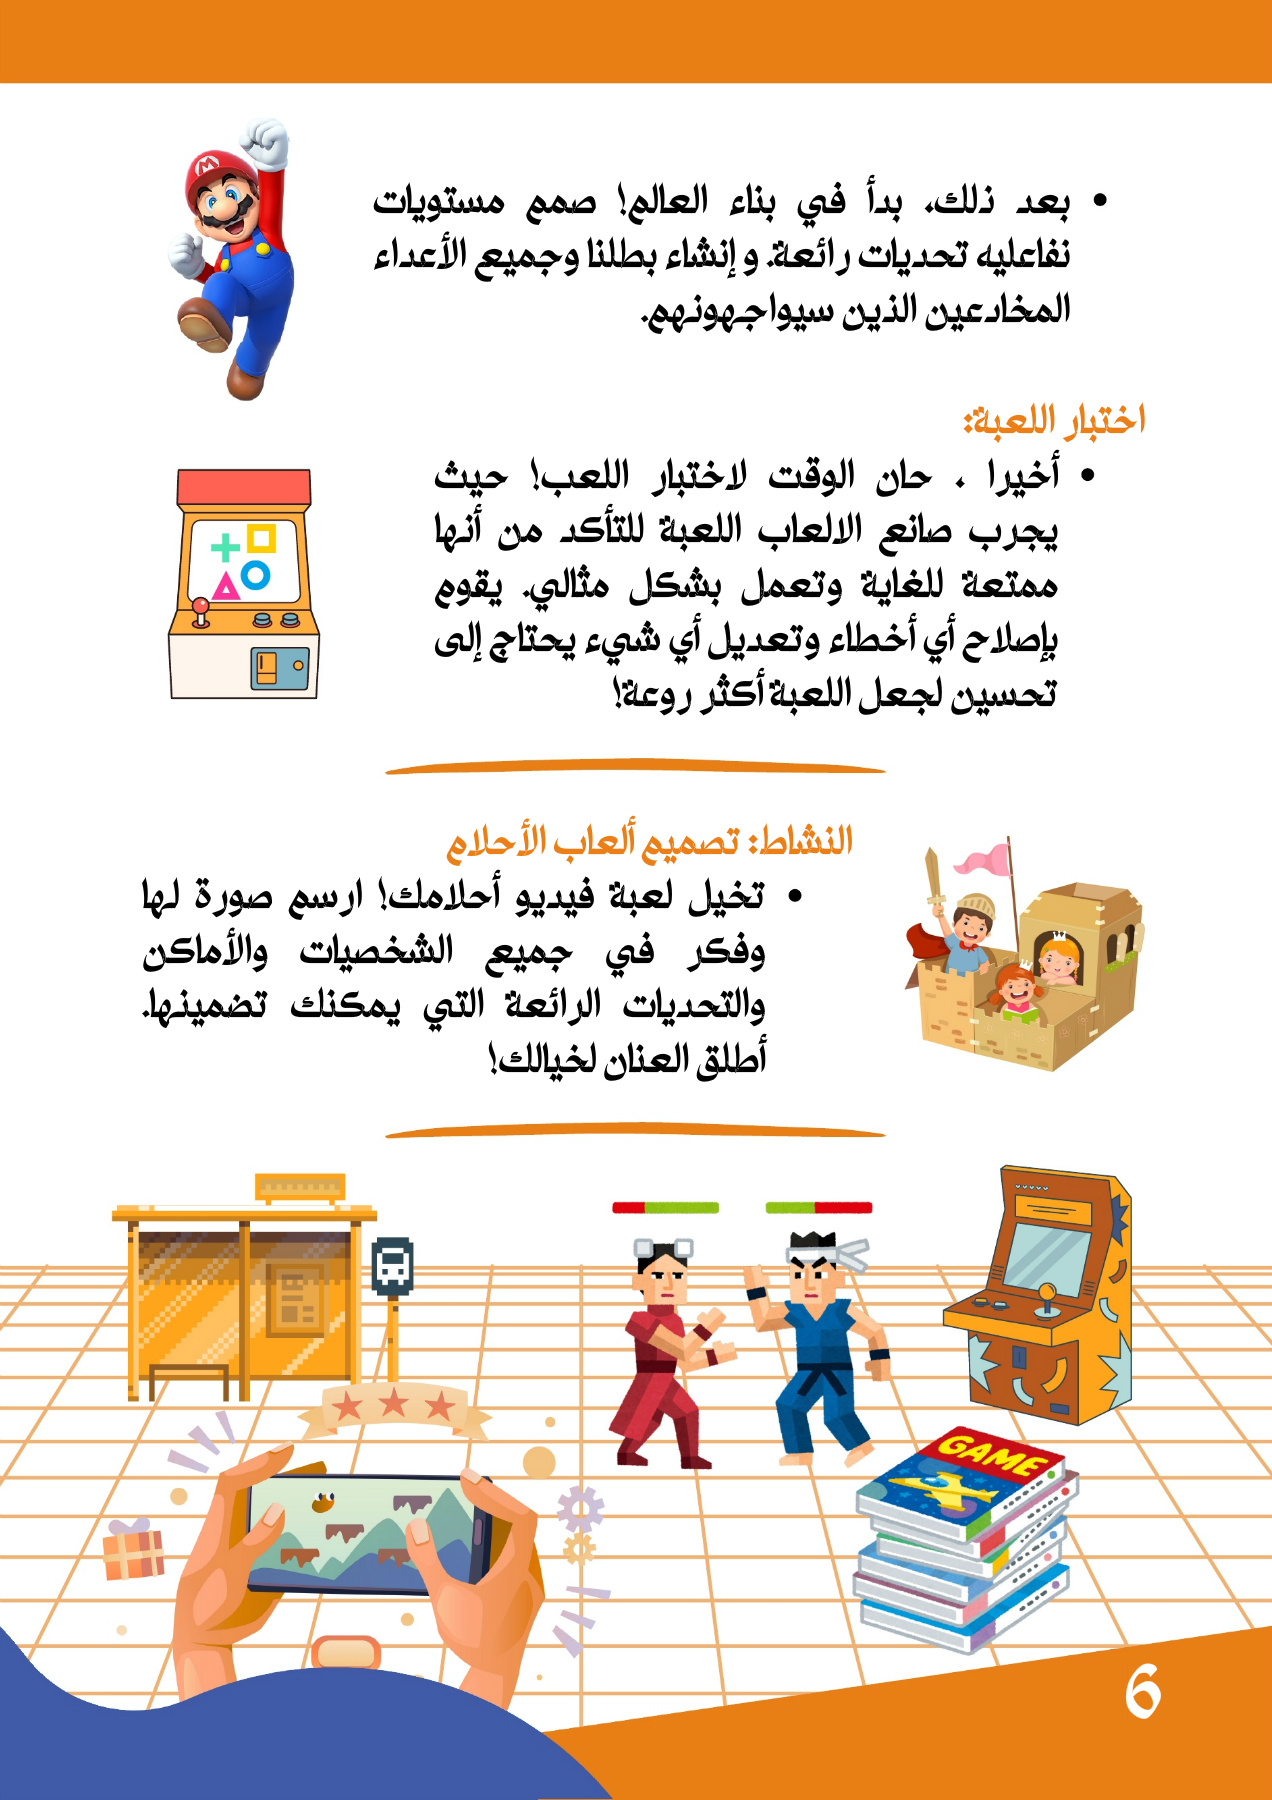 • بعد ذلك، بدأ في بناء العالم! صمم مستويات
نفاعليه تحديات رائعة. و إنشاء بطلنا وجميع الأعداء
المخادعين الذين سيواجهونهم.
اختبار اللعبة:
• أخيرا ، حان الوقت لاختبار اللعب! حيث
يجرب صانع الالعاب اللعبة للتأكد من أنها
ممتعة للغاية وتعمل بشكل مثالي. يقوم
بإصلاح أي أخطاء وتعديل أي شيء يحتاج إلى
تحسين لجعل اللعبة أكثر روعة!
النشاط: تصميم ألعاب الأحلام
• تخيل لعبة فيديو أحلامك! ارسم صورة لها
وفكر في جميع الشخصيات والأماكن
والتحديات الرائعة التي يمكنك تضمينها.
أطلق العنان لخيالك!
GAME
6